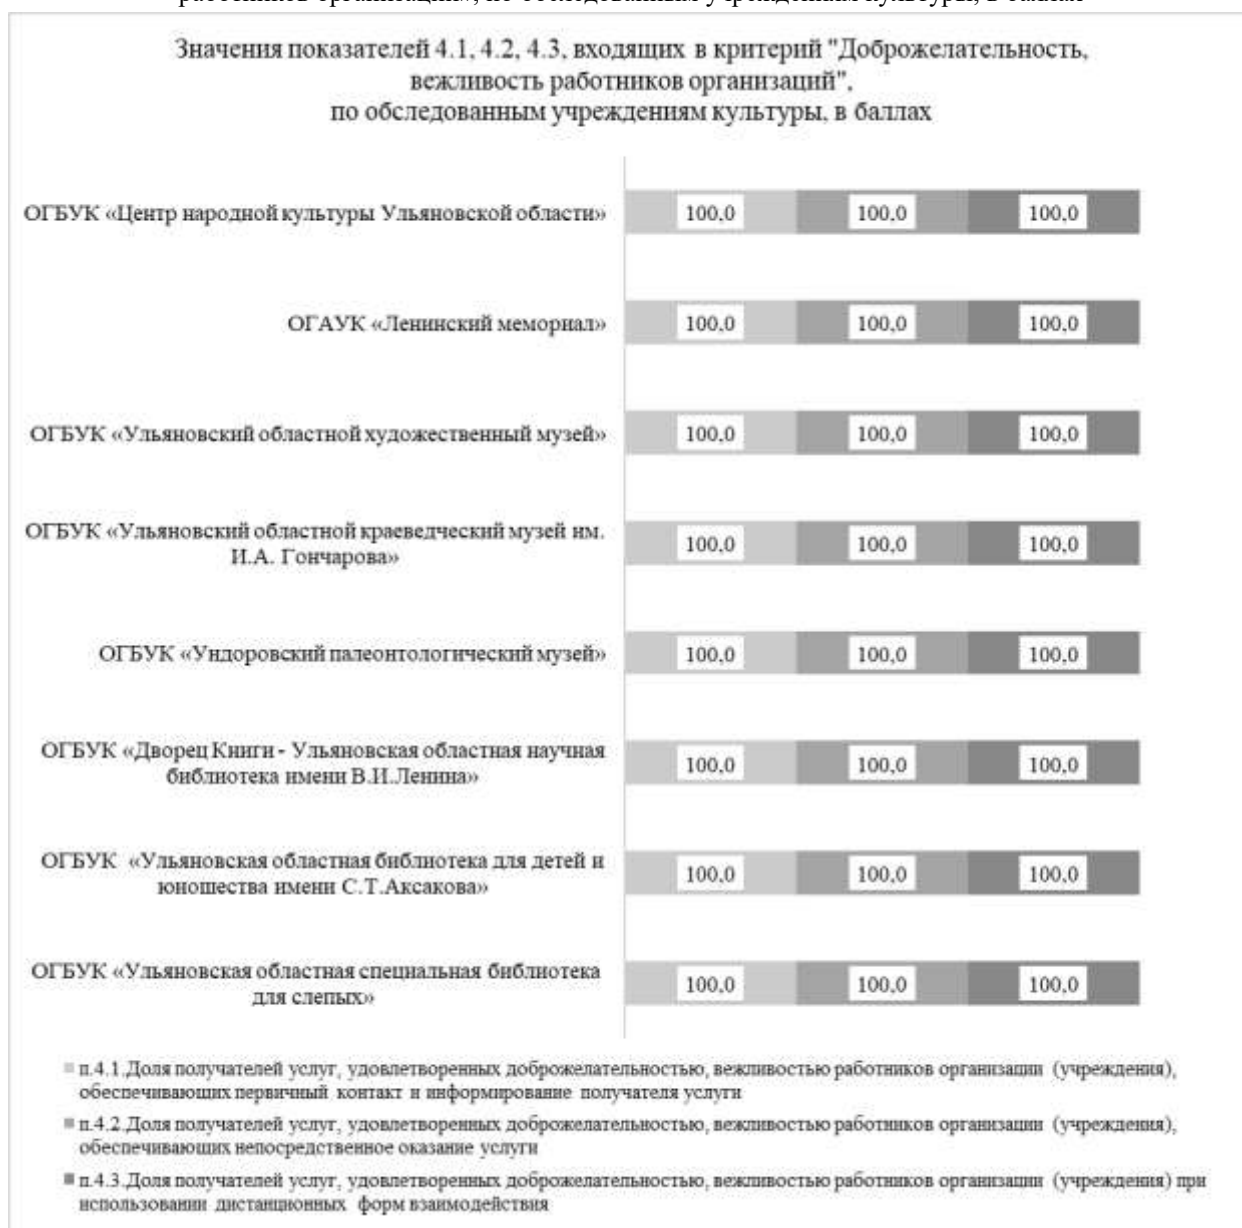 работников организации», по обследованным учреждениям культуры, в баллах
Значения показателей 4.1, 4.2, 4.3, входящих в критерий "Доброжелательность,
вежливость работников организаций",
по обследованным учреждениям культуры, в баллах
ОГБУК «Центр народной культуры Ульяновской области» 100,0 100,0 100,0
ОГАУК «Ленинский мемориал» 100,0 100,0 100,0
ОГБУК «Ульяновский областной художественный музей» 100,0 100,0 100,0
ОГБУК «Ульяновский областной краеведческий музей им.
И.А. Гончарова» 100,0 100,0 100,0
ОГБУК «Ундоровский палеонтологический музей» 100,0 100,0 100,0
ОГБУК «Дворец Книги - Ульяновская областная научная
библиотека имени В.И.Ленина» 100,0 100,0 100,0
ОГБУК «Ульяновская областная библиотека для детей и
юношества имени С.Т.Аксакова» 100,0 100,0 100,0
ОГБУК «Ульяновская областная специальная библиотека
для слепых» 100,0 100,0 100,0
п.4.1.Доля получателей услуг, удовлетворенных доброжелательностью, вежливостью работников организации (учреждения),
обеспечивающих первичный контакт и информирование получателя услуги
п.4.2.Доля получателей услуг, удовлетворенных доброжелательностью, вежливостью работников организации (учреждения),
обеспечивающих непосредственное оказание услуги
п.4.3.Доля получателей услуг, удовлетворенных доброжелательностью, вежливостью работников организации (учреждения) при
использовании дистанционных форм взаимодействия